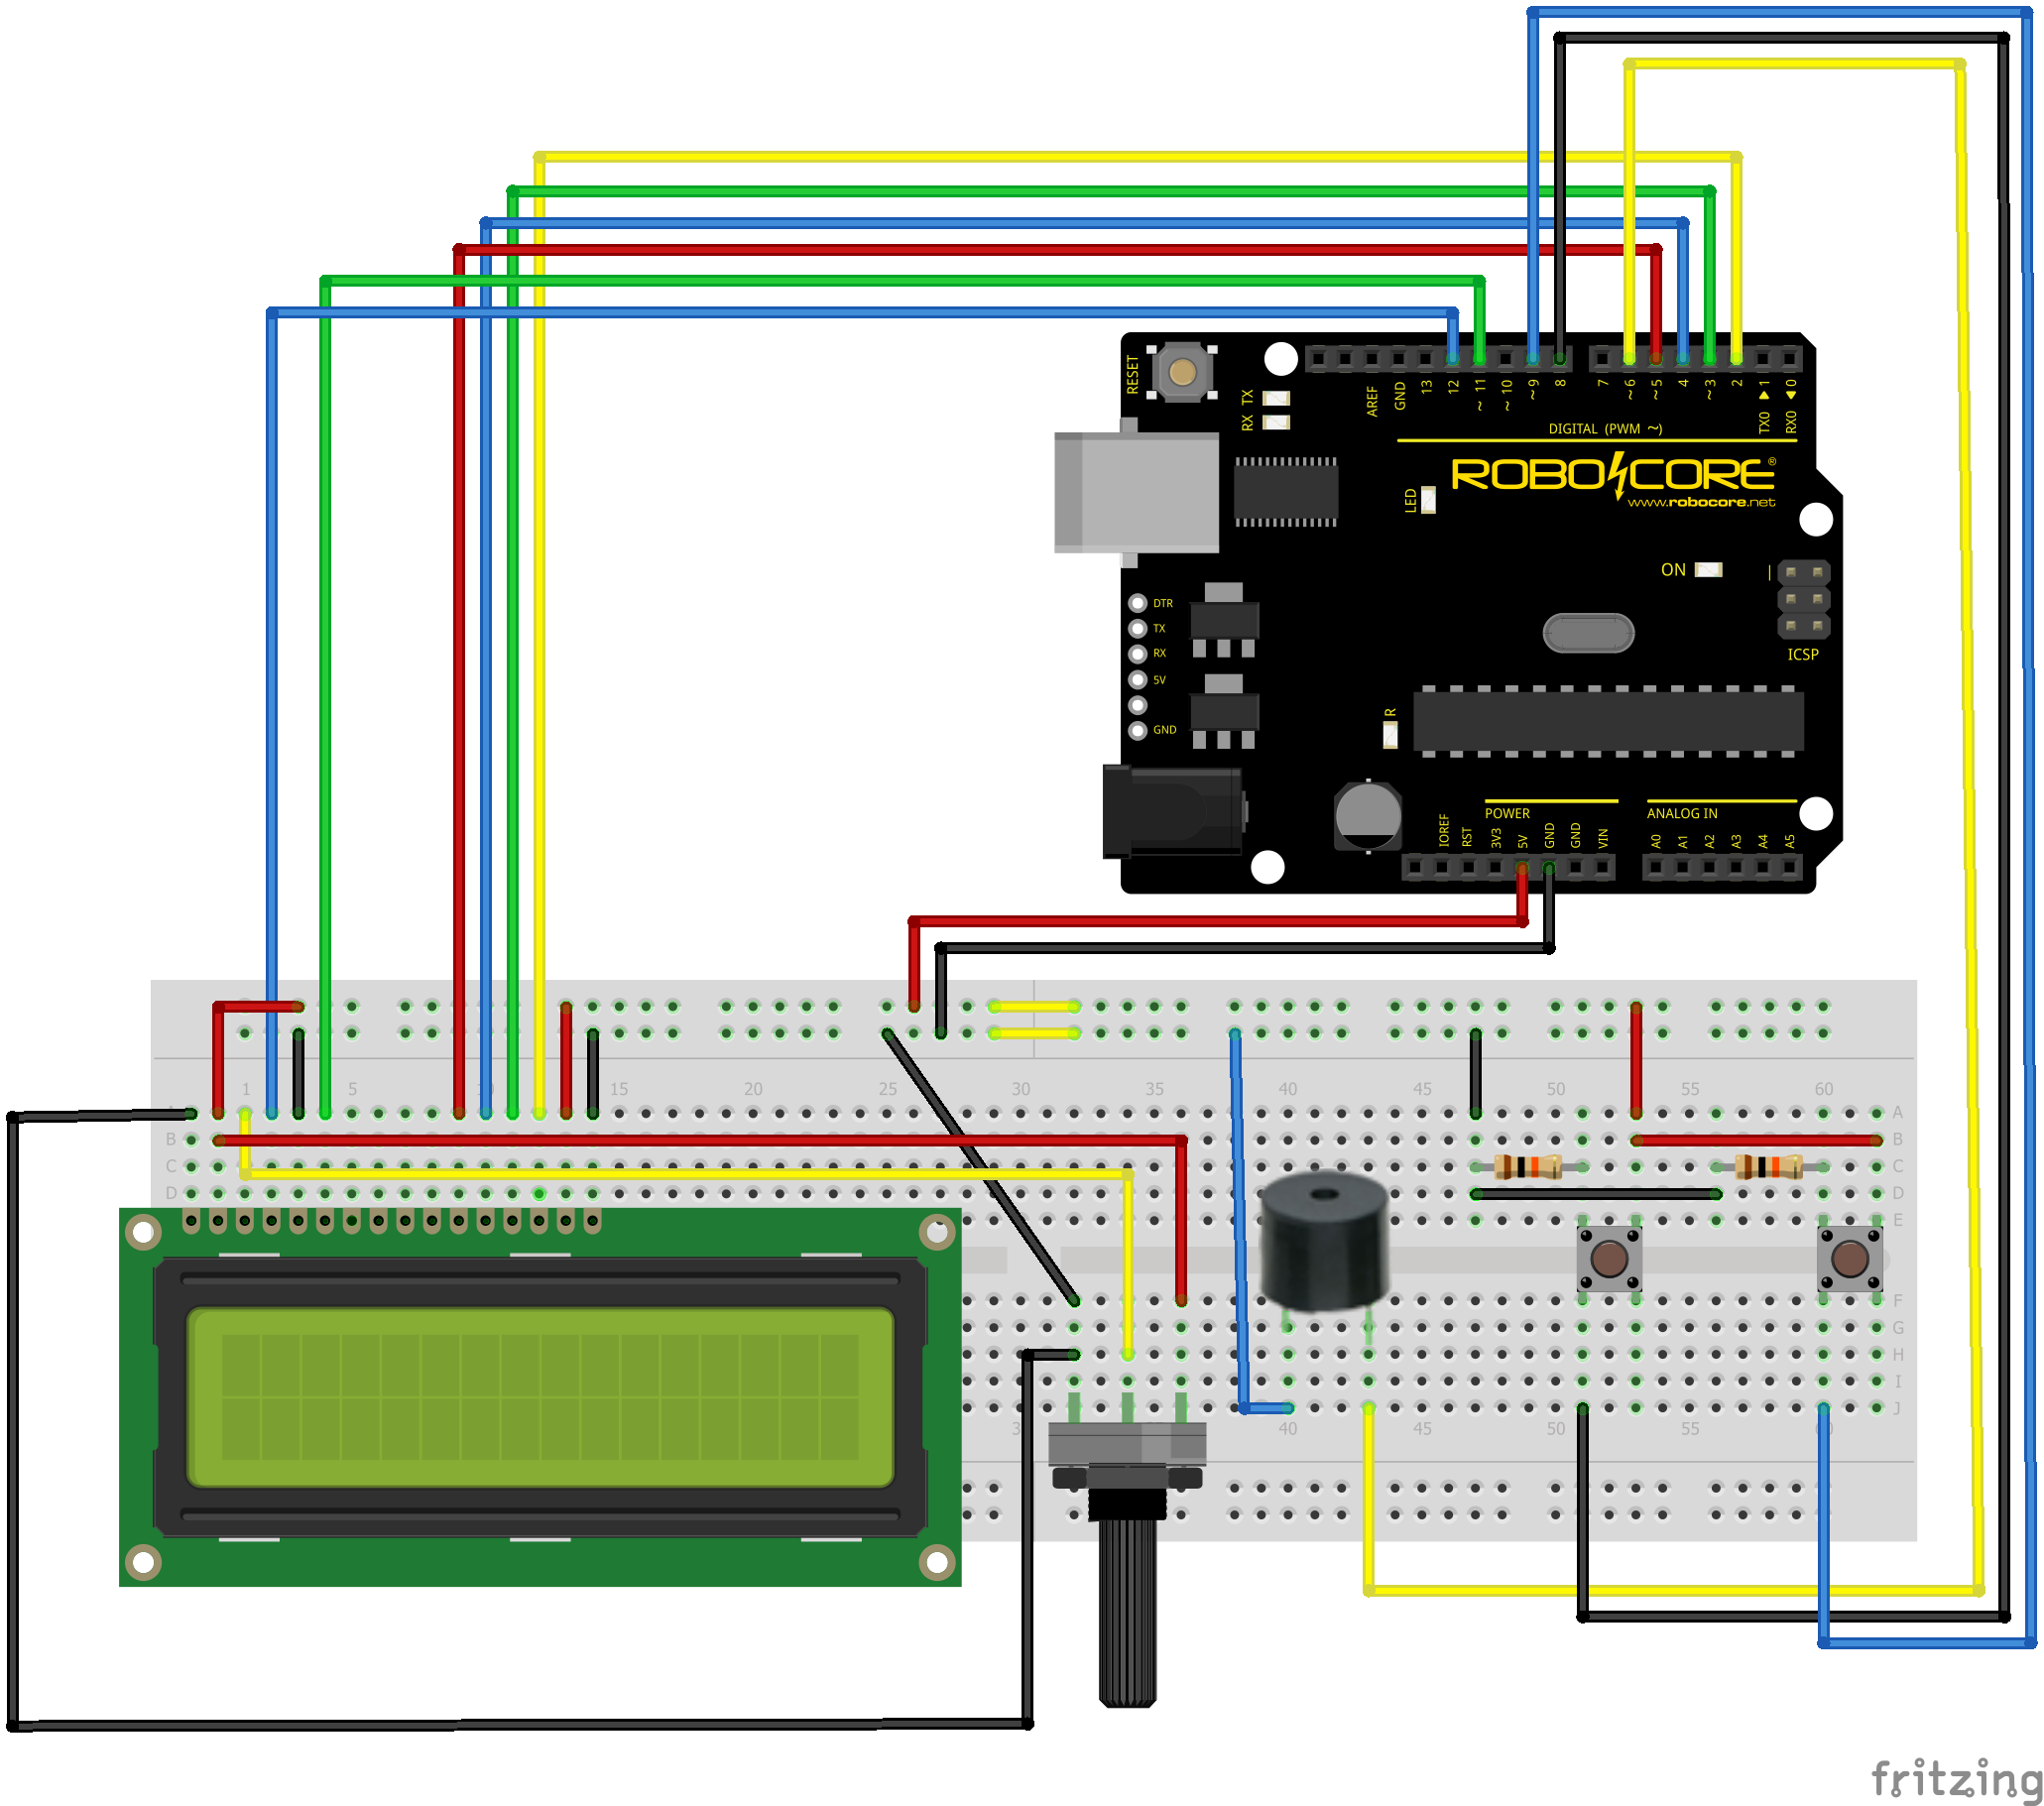 RESET
RX TX
RX TX
AREF
GND
13
12
~ 11
~ 10
~ 9
8
7
~ 6
~ 5
4
~ 3
2
TX0 ▶ 1
RX0 ◀ 0
DIGITAL (PWM ~)
ROBOCORE ®
www.robocore.net
LED
ON
ICSP
DTR
TX
RX
5V
GND
R
POWER
ANALOG IN
IOREF
RST
3V3
5V
GND
GND
VIN
A0
A1
A2
A3
A4
A5
1 5 10 15 20 25 30 35 40 45 50 55 60
A
B B
C C
D D
E
F
G
H
I
J
40 45 50 55 60
fritzing